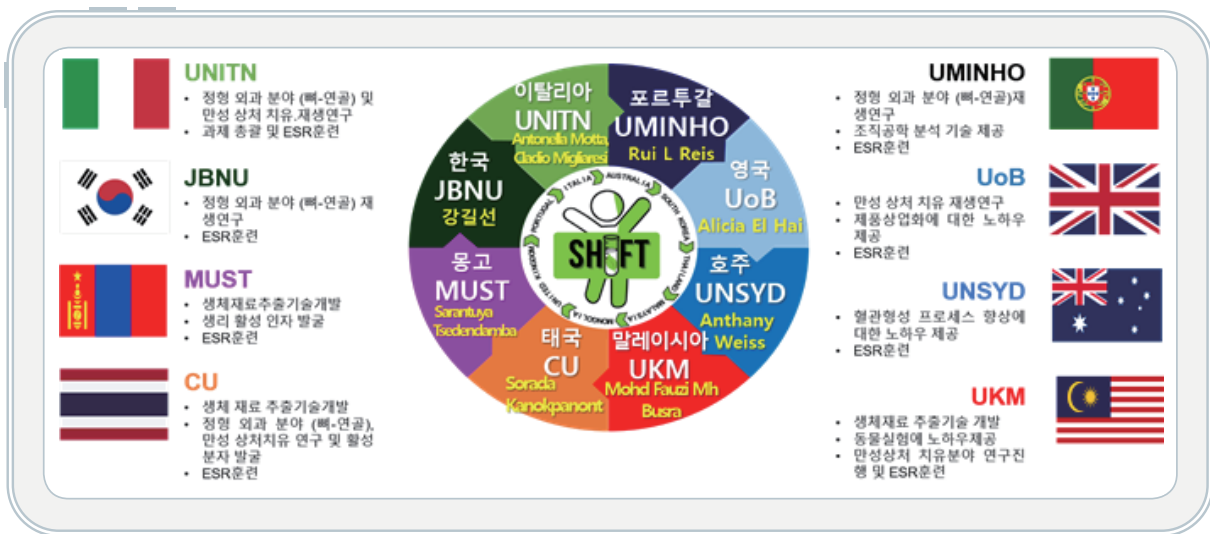 UNITN
• 정형 외과 분야 (뼈-연골) 및
만성 상처 치유.재생연구
• 과제 총괄 및 ESR훈련
JBNU
• 정형 외과 분야 (뼈-연골) 재
생연구
• ESR훈련
MUST
• 생체재료추출기술개발
• 생리 활성 인자 발굴
• ESR훈련
CU
• 생체 재료 추출기술개발
• 정형 외과 분야 (뼈-연골),
만성 상처치유 연구 및 활성
분자 발굴
• ESR훈련
이탈리아
UNITN
Antonella Motta,
Cladio Migliaresi
포르투갈
UMINHO
Rui L Reis
한국
JBNU
강길선
영국
UoB
Alicia El Hai
몽고
MUST
Sarantuya
Tsedendamba
호주
UNSYD
Anthany
Weiss
태국
CU
Sorada
Kanokpanont
말레이시아
UKM
Mohd Fauzi Mh
Busra
SHIFT
ITALIA
AUSTRALIA
SOUTH KOREA
THAILAND
MALAYSIA
MONGOLIA
UNITED KINGDOM
PORTUGAL
UMINHO
• 정형 외과 분야 (뼈-연골)재
생연구
• 조직공학 분석 기술 제공
• ESR훈련
UoB
• 만성 상처 치유 재생연구
• 제품상업화에 대한 노하우
제공
• ESR훈련
UNSYD
• 혈관형성 프로세스 향상에
대한 노하우 제공
• ESR훈련
UKM
• 생체재료 추출기술 개발
• 동물실험에 노하우제공
• 만성상처 치유분야 연구진
행 및 ESR훈련